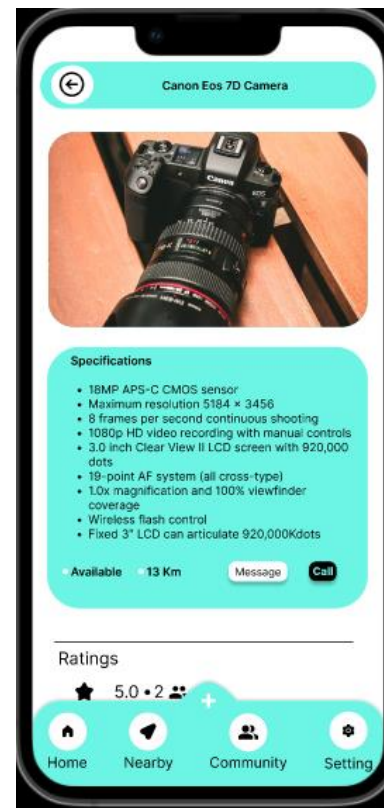 Canon Eos 7D Camera
Canon
EOS
R
Specifications
• 18MP APS-C CMOS sensor
• Maximum resolution 5184 × 3456
• 8 frames per second continuous shooting
• 1080p HD video recording with manual controls
• 3.0 inch Clear View II LCD screen with 920,000
dots
• 19-point AF system (all cross-type)
• 1.0x magnification and 100% viewfinder
coverage
• Wireless flash control
• Fixed 3" LCD can articulate 920,000Kdots
Available 13 Km Message Call
Ratings
5.0 • 2
+
Home Nearby Community Setting